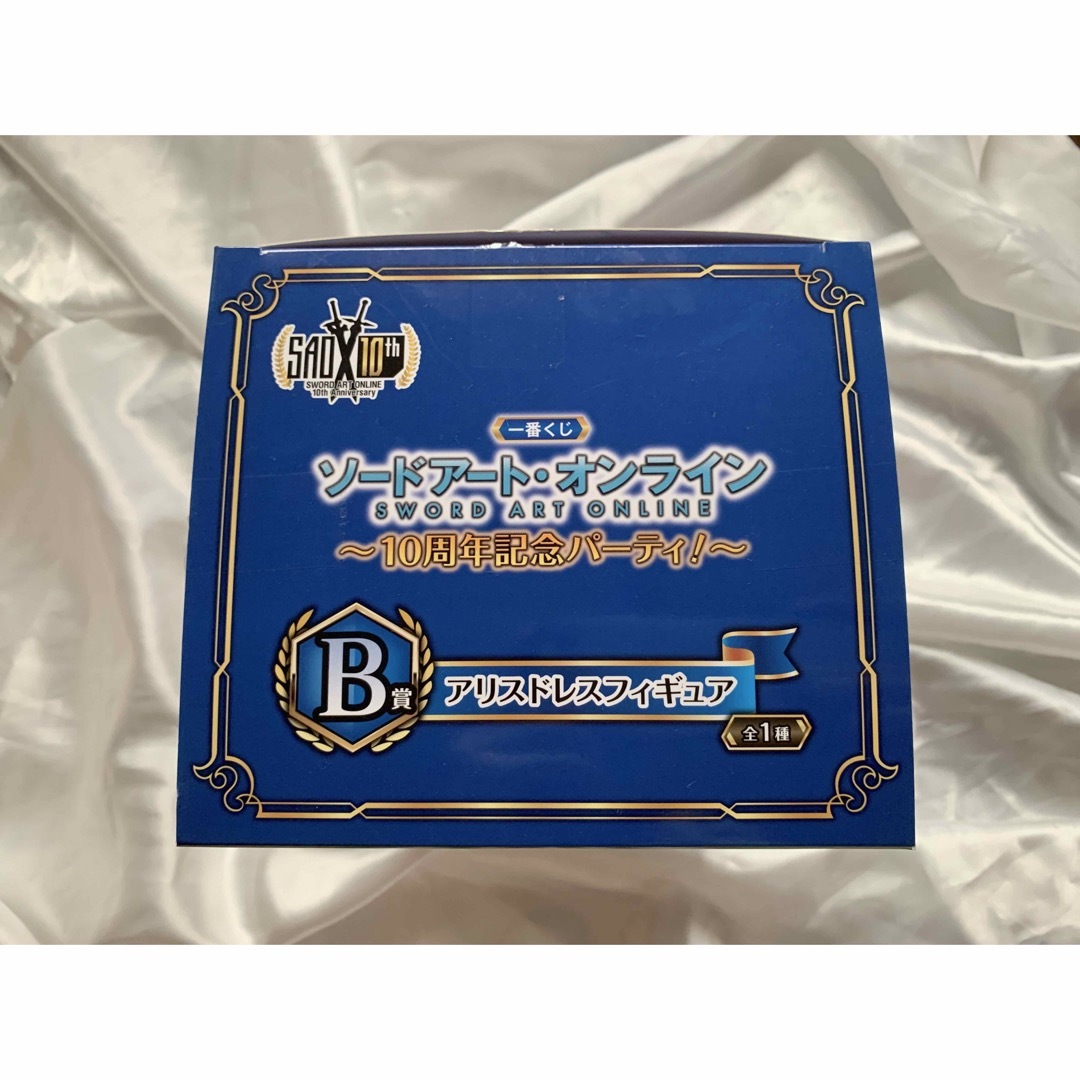 SAO 10th
SWORD ART ONLINE
10th Anniversary
一番くじ
ソードアート・オンライン
SWORD ART ONLINE
～10周年記念パーティ!～
B賞
アリスドレスフィギュア
全1種